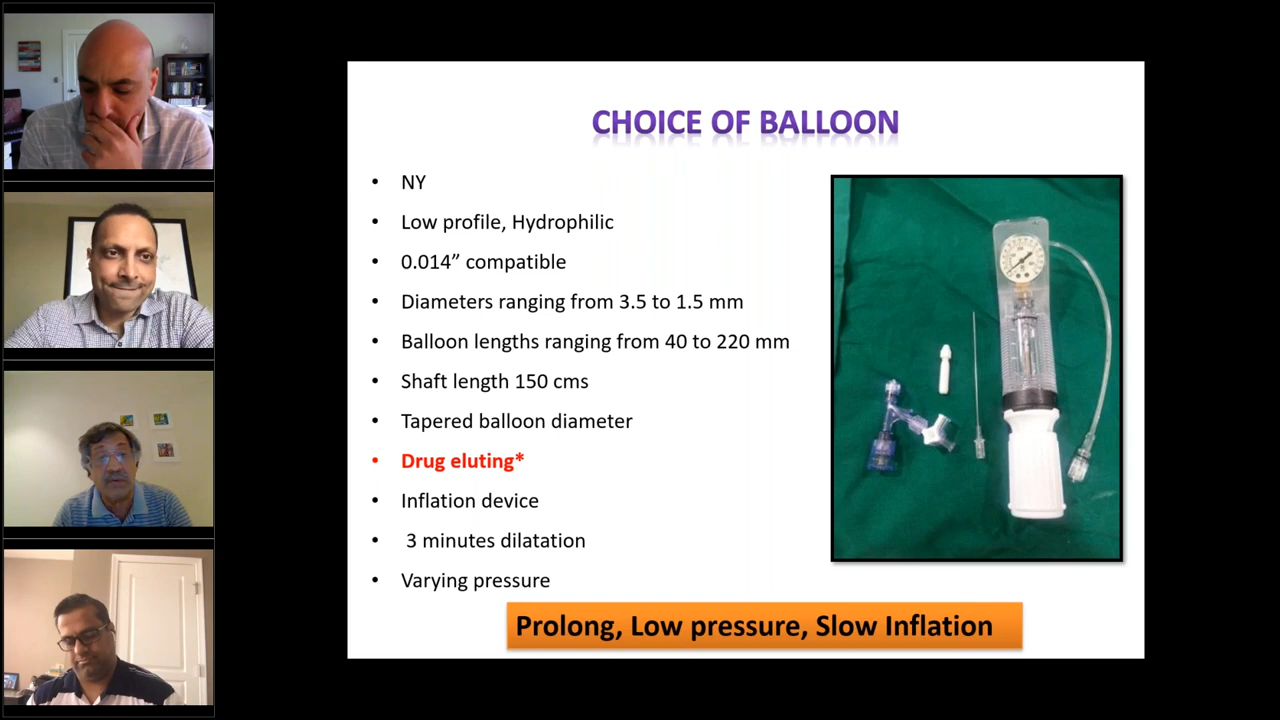 CHOICE OF BALLOON
• NY
• Low profile, Hydrophilic
• 0.014” compatible
• Diameters ranging from 3.5 to 1.5 mm
• Balloon lengths ranging from 40 to 220 mm
• Shaft length 150 cms
• Tapered balloon diameter
• Drug eluting*
• Inflation device
• 3 minutes dilatation
• Varying pressure
Prolong, Low pressure, Slow Inflation